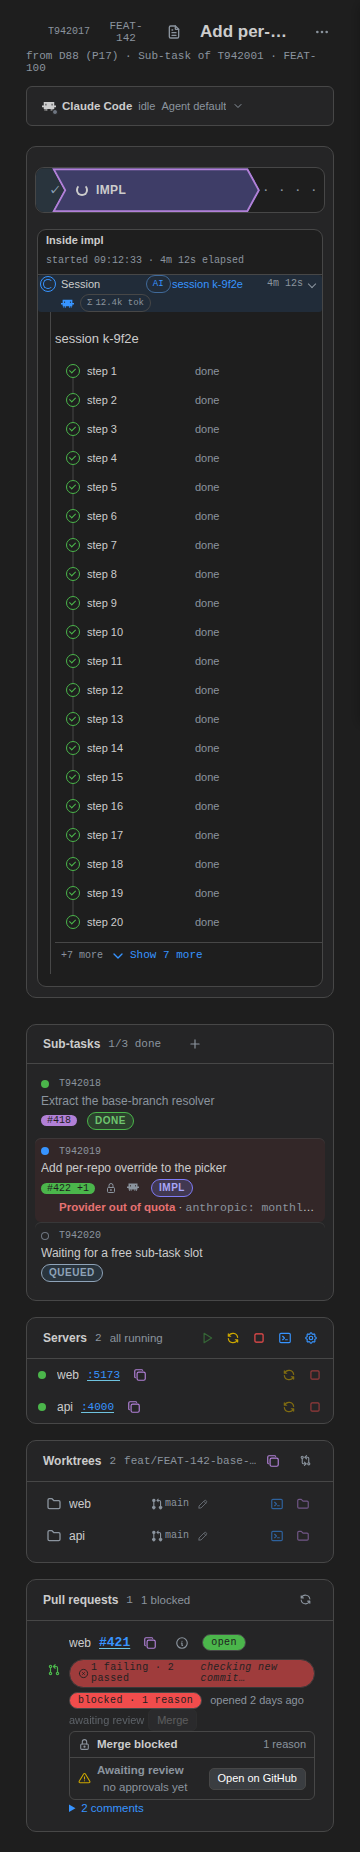 T942017 FEAT-142 Add per-…
from D88 (P17) · Sub-task of T942001 · FEAT-100
Claude Code idle Agent default
✓ IMPL · · · ·
Inside impl
started 09:12:33 · 4m 12s elapsed
Session AI session k-9f2e 4m 12s
Σ 12.4k tok
session k-9f2e
step 1 done
step 2 done
step 3 done
step 4 done
step 5 done
step 6 done
step 7 done
step 8 done
step 9 done
step 10 done
step 11 done
step 12 done
step 13 done
step 14 done
step 15 done
step 16 done
step 17 done
step 18 done
step 19 done
step 20 done
+7 more Show 7 more
Sub-tasks 1/3 done
T942018
Extract the base-branch resolver
#418 DONE
T942019
Add per-repo override to the picker
#422 +1 IMPL
Provider out of quota · anthropic: monthl…
T942020
Waiting for a free sub-task slot
QUEUED
Servers 2 all running
web :5173
api :4000
Worktrees 2 feat/FEAT-142-base-…
web main
api main
Pull requests 1 1 blocked
web #421 open
1 failing · 2 passed checking new commit…
blocked · 1 reason opened 2 days ago
awaiting review Merge
Merge blocked 1 reason
Awaiting review
no approvals yet Open on GitHub
2 comments